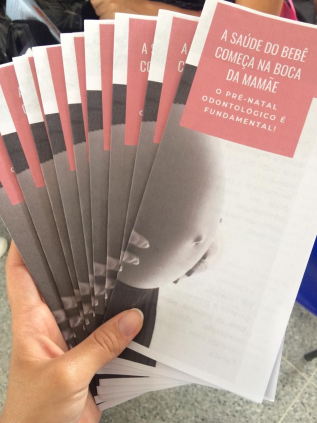 A SAÚDE DO BEBÊ
COMEÇA NA BOCA
DA MAMÃE
O PRÉ-NATAL
ODONTOLÓGICO É
FUNDAMENTAL!